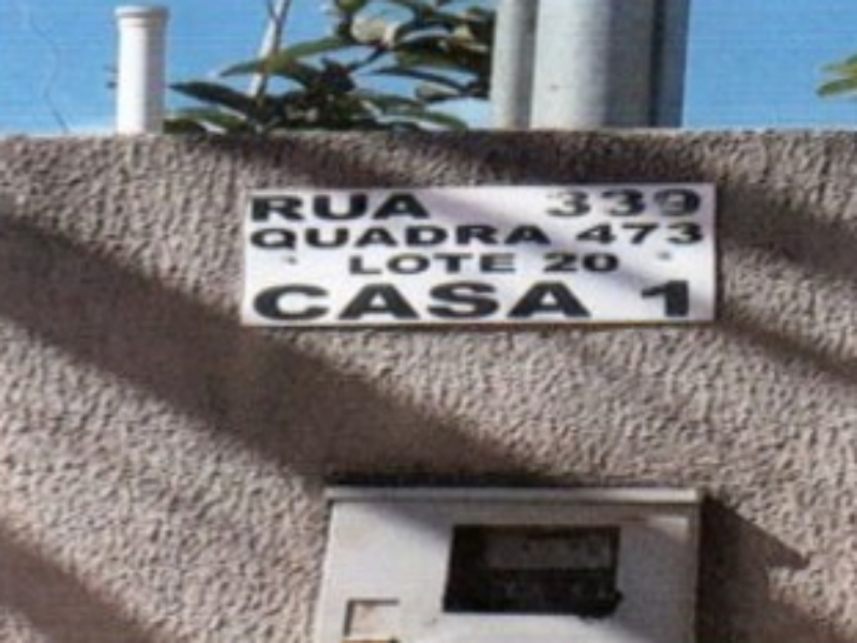 RUA 339
QUADRA 473
LOTE 20
CASA 1